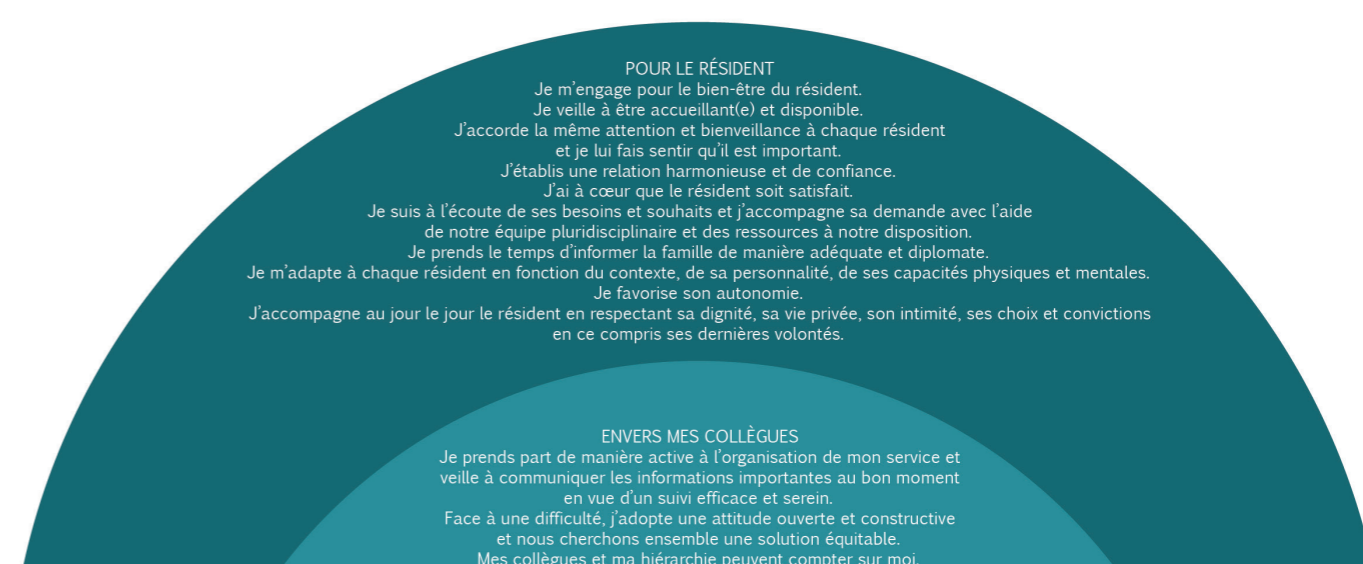 POUR LE RÉSIDENT
Je m'engage pour le bien-être du résident.
Je veille à être accueillant(e) et disponible.
J'accorde la même attention et bienveillance à chaque résident
et je lui fais sentir qu'il est important.
J'établis une relation harmonieuse et de confiance.
J'ai à cœur que le résident soit satisfait.
Je suis à l'écoute de ses besoins et souhaits et j'accompagne sa demande avec l'aide
de notre équipe pluridisciplinaire et des ressources à notre disposition.
Je prends le temps d'informer la famille de manière adéquate et diplomate.
Je m'adapte à chaque résident en fonction du contexte, de sa personnalité, de ses capacités physiques et mentales.
Je favorise son autonomie.
J'accompagne au jour le jour le résident en respectant sa dignité, sa vie privée, son intimité, ses choix et convictions
en ce compris ses dernières volontés.
ENVERS MES COLLÈGUES
Je prends part de manière active à l'organisation de mon service et
veille à communiquer les informations importantes au bon moment
en vue d'un suivi efficace et serein.
Face à une difficulté, j'adopte une attitude ouverte et constructive
et nous cherchons ensemble une solution équitable.
Mes collègues et ma hiérarchie peuvent compter sur moi.